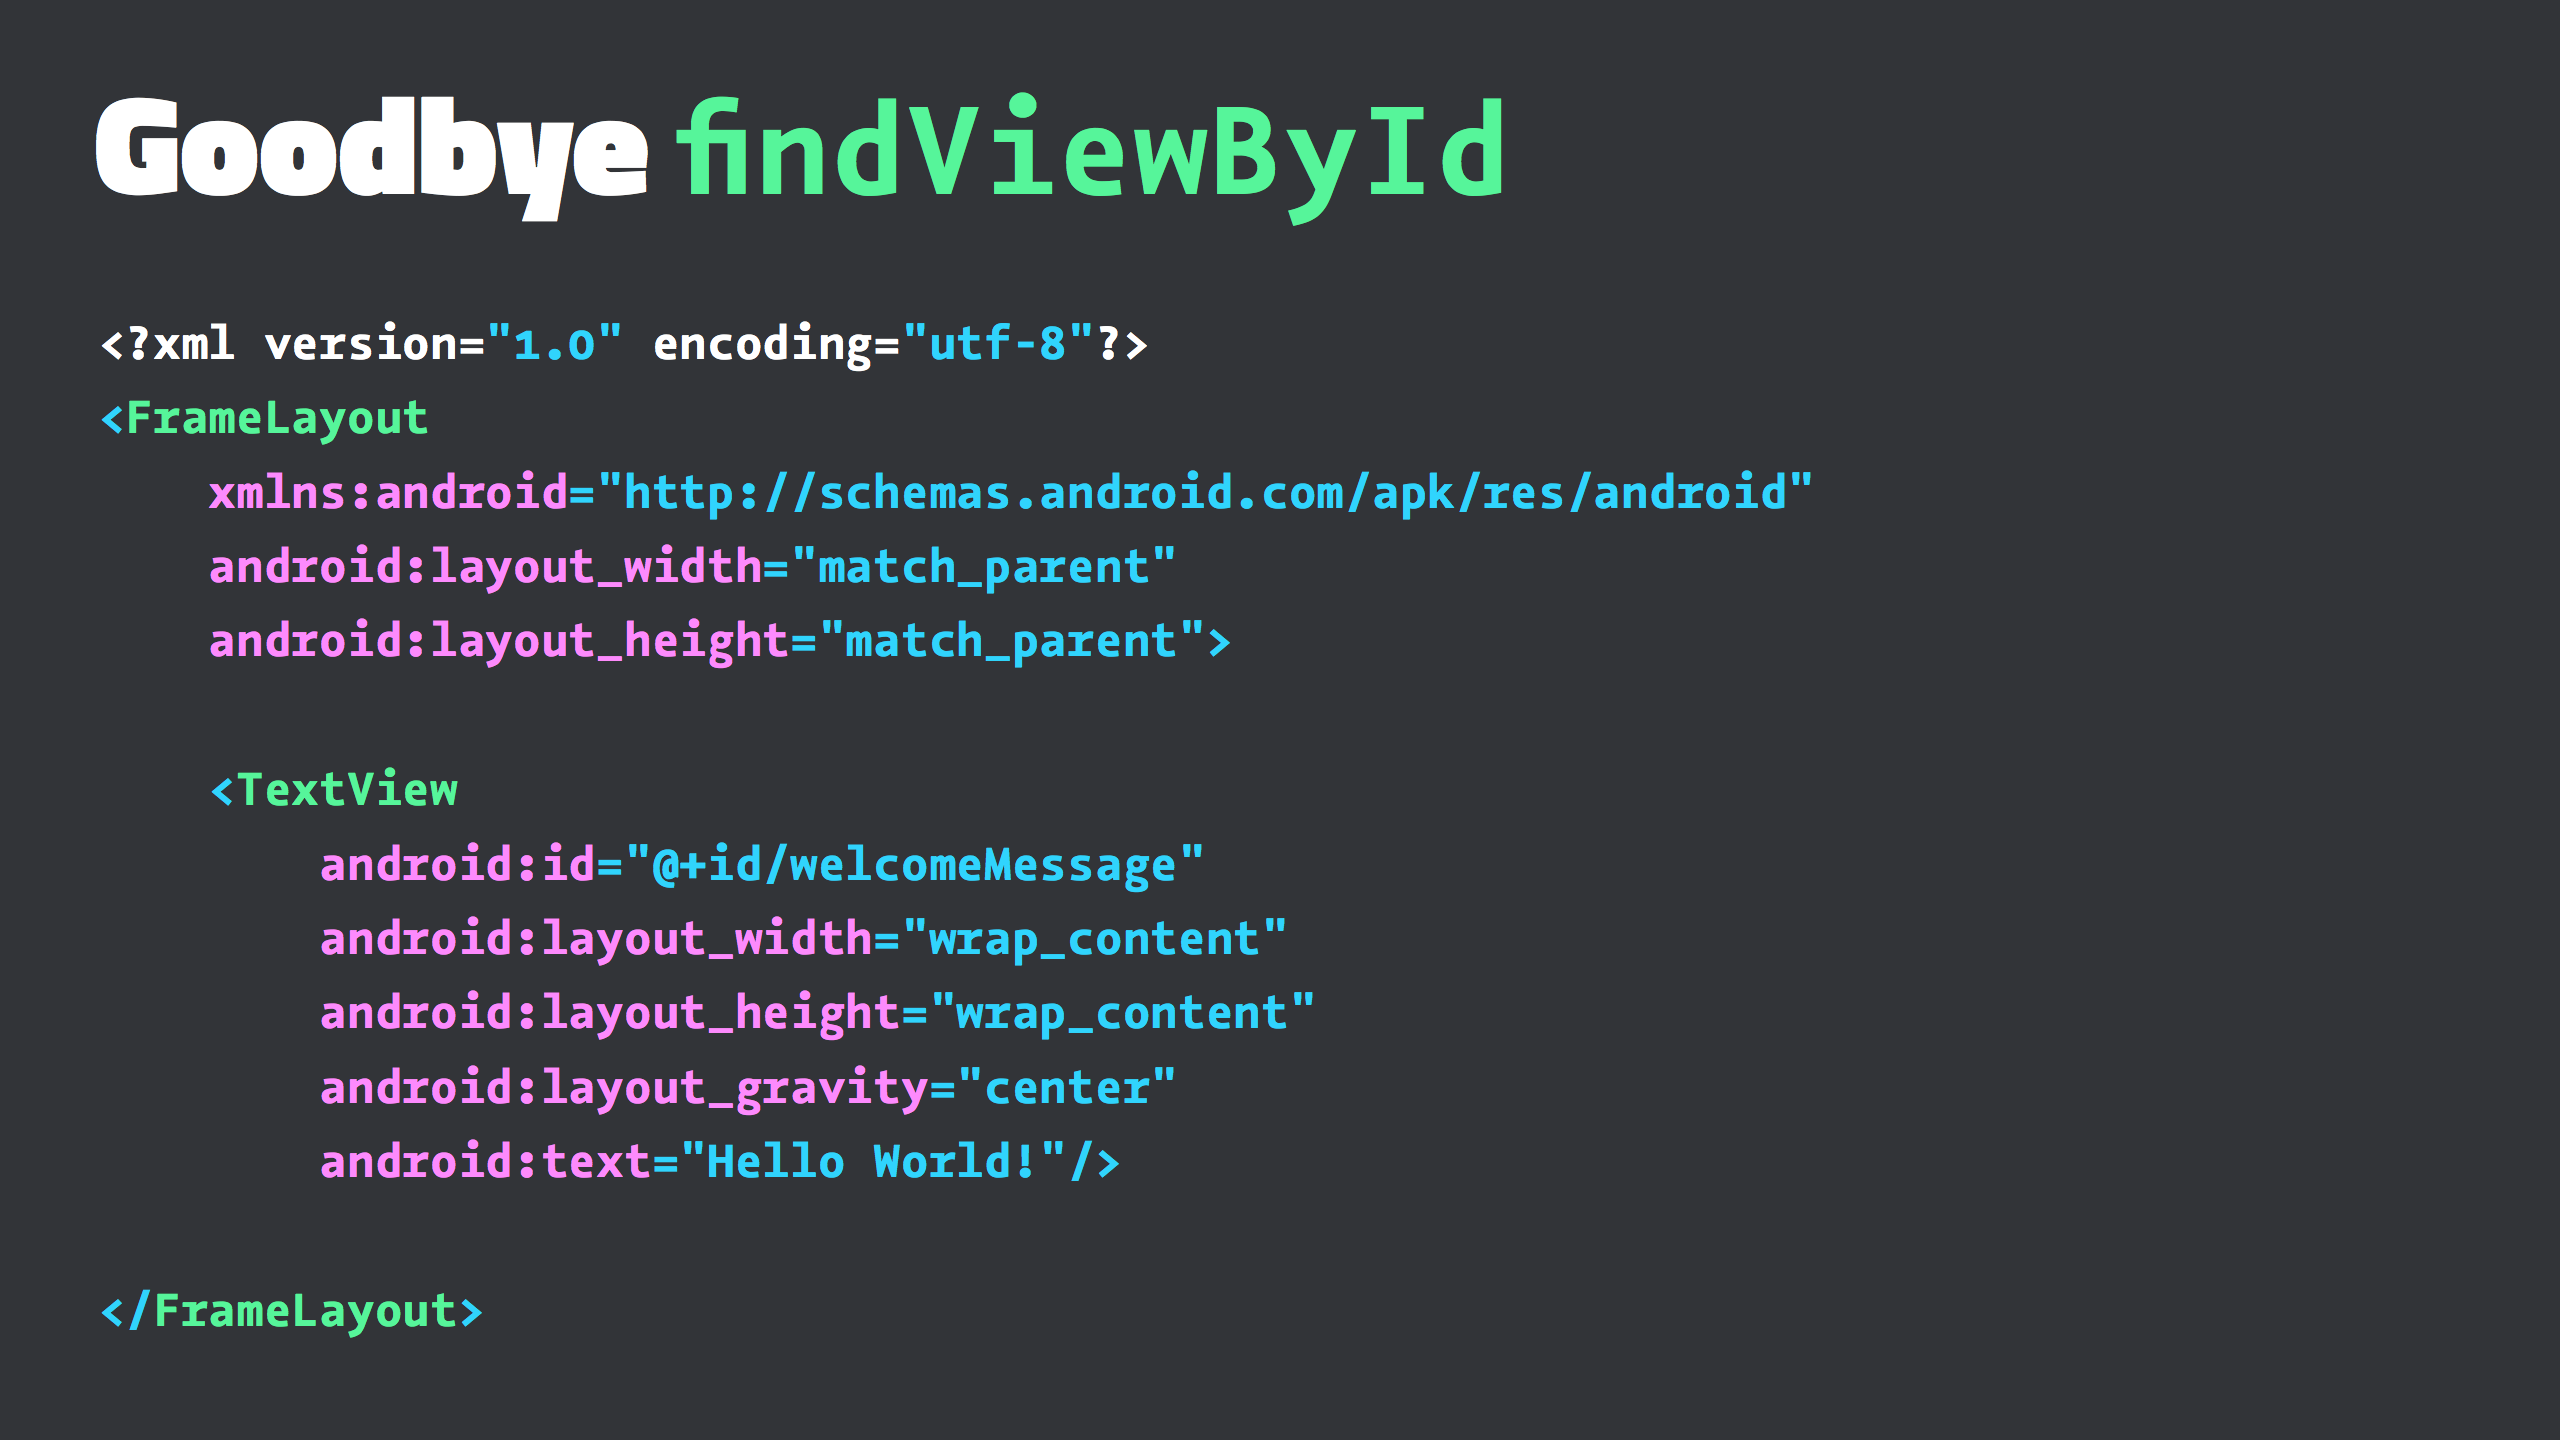 Goodbye findViewById
<?xml version="1.0" encoding="utf-8"?>
<FrameLayout
    xmlns:android="http://schemas.android.com/apk/res/android"
    android:layout_width="match_parent"
    android:layout_height="match_parent">
    <TextView
        android:id="@+id/welcomeMessage"
        android:layout_width="wrap_content"
        android:layout_height="wrap_content"
        android:layout_gravity="center"
        android:text="Hello World!"/>
</FrameLayout>